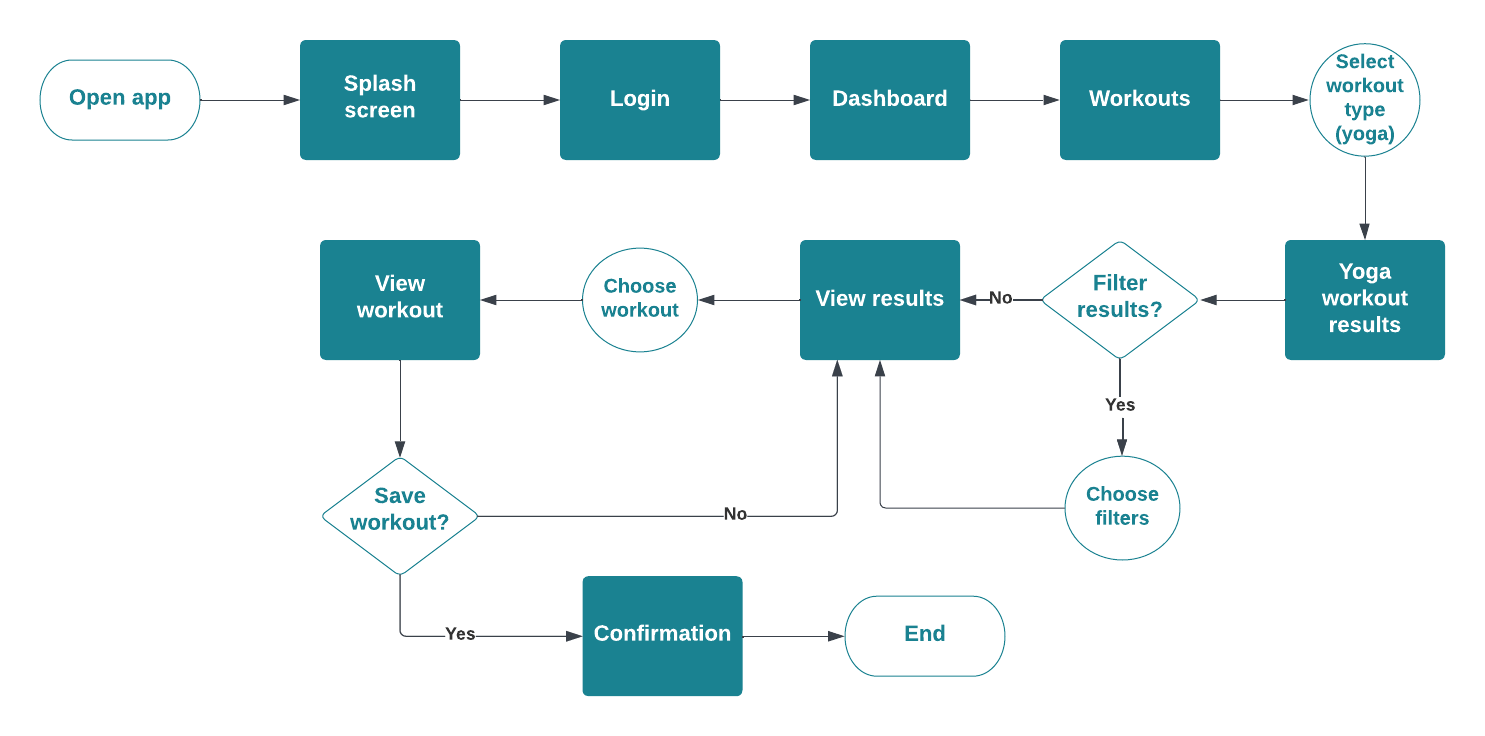 Open app
Splash
screen
Login
Dashboard
Workouts
Select
workout
type
(yoga)
Yoga
workout
results
Filter
results?
No
View results
Choose
workout
View
workout
Yes
Choose
filters
Save
workout?
No
Yes
Confirmation
End